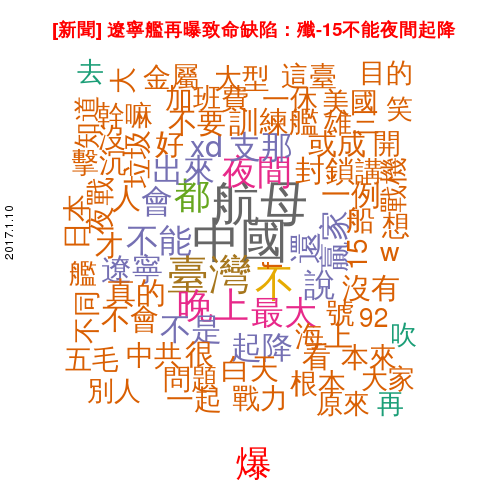 [新聞] 遼寧艦再曝致命缺陷：殲-15不能夜間起降
去 大 金屬 大型 這臺 目的
知道 幹嘛 加班費 一休 美國 笑
沒 垃圾 不要 訓練艦 雄三
擊沉 好 xd 支那 或成 開
出來 夜間 封鎖 講 戰機
日本 夜戰 人 會 都 航母 一例 船 想
才 不能 中國 還 贏家 15 w
艦 遼寧 臺灣 不 說 沒有
不同 真的 晚上 最大 號 92
不會 不是 起降 海上 吹
五毛 中共 很 看 本來
問題 白天 根本 大家
別人 一起 戰力 原來 再
2017.1.10
爆